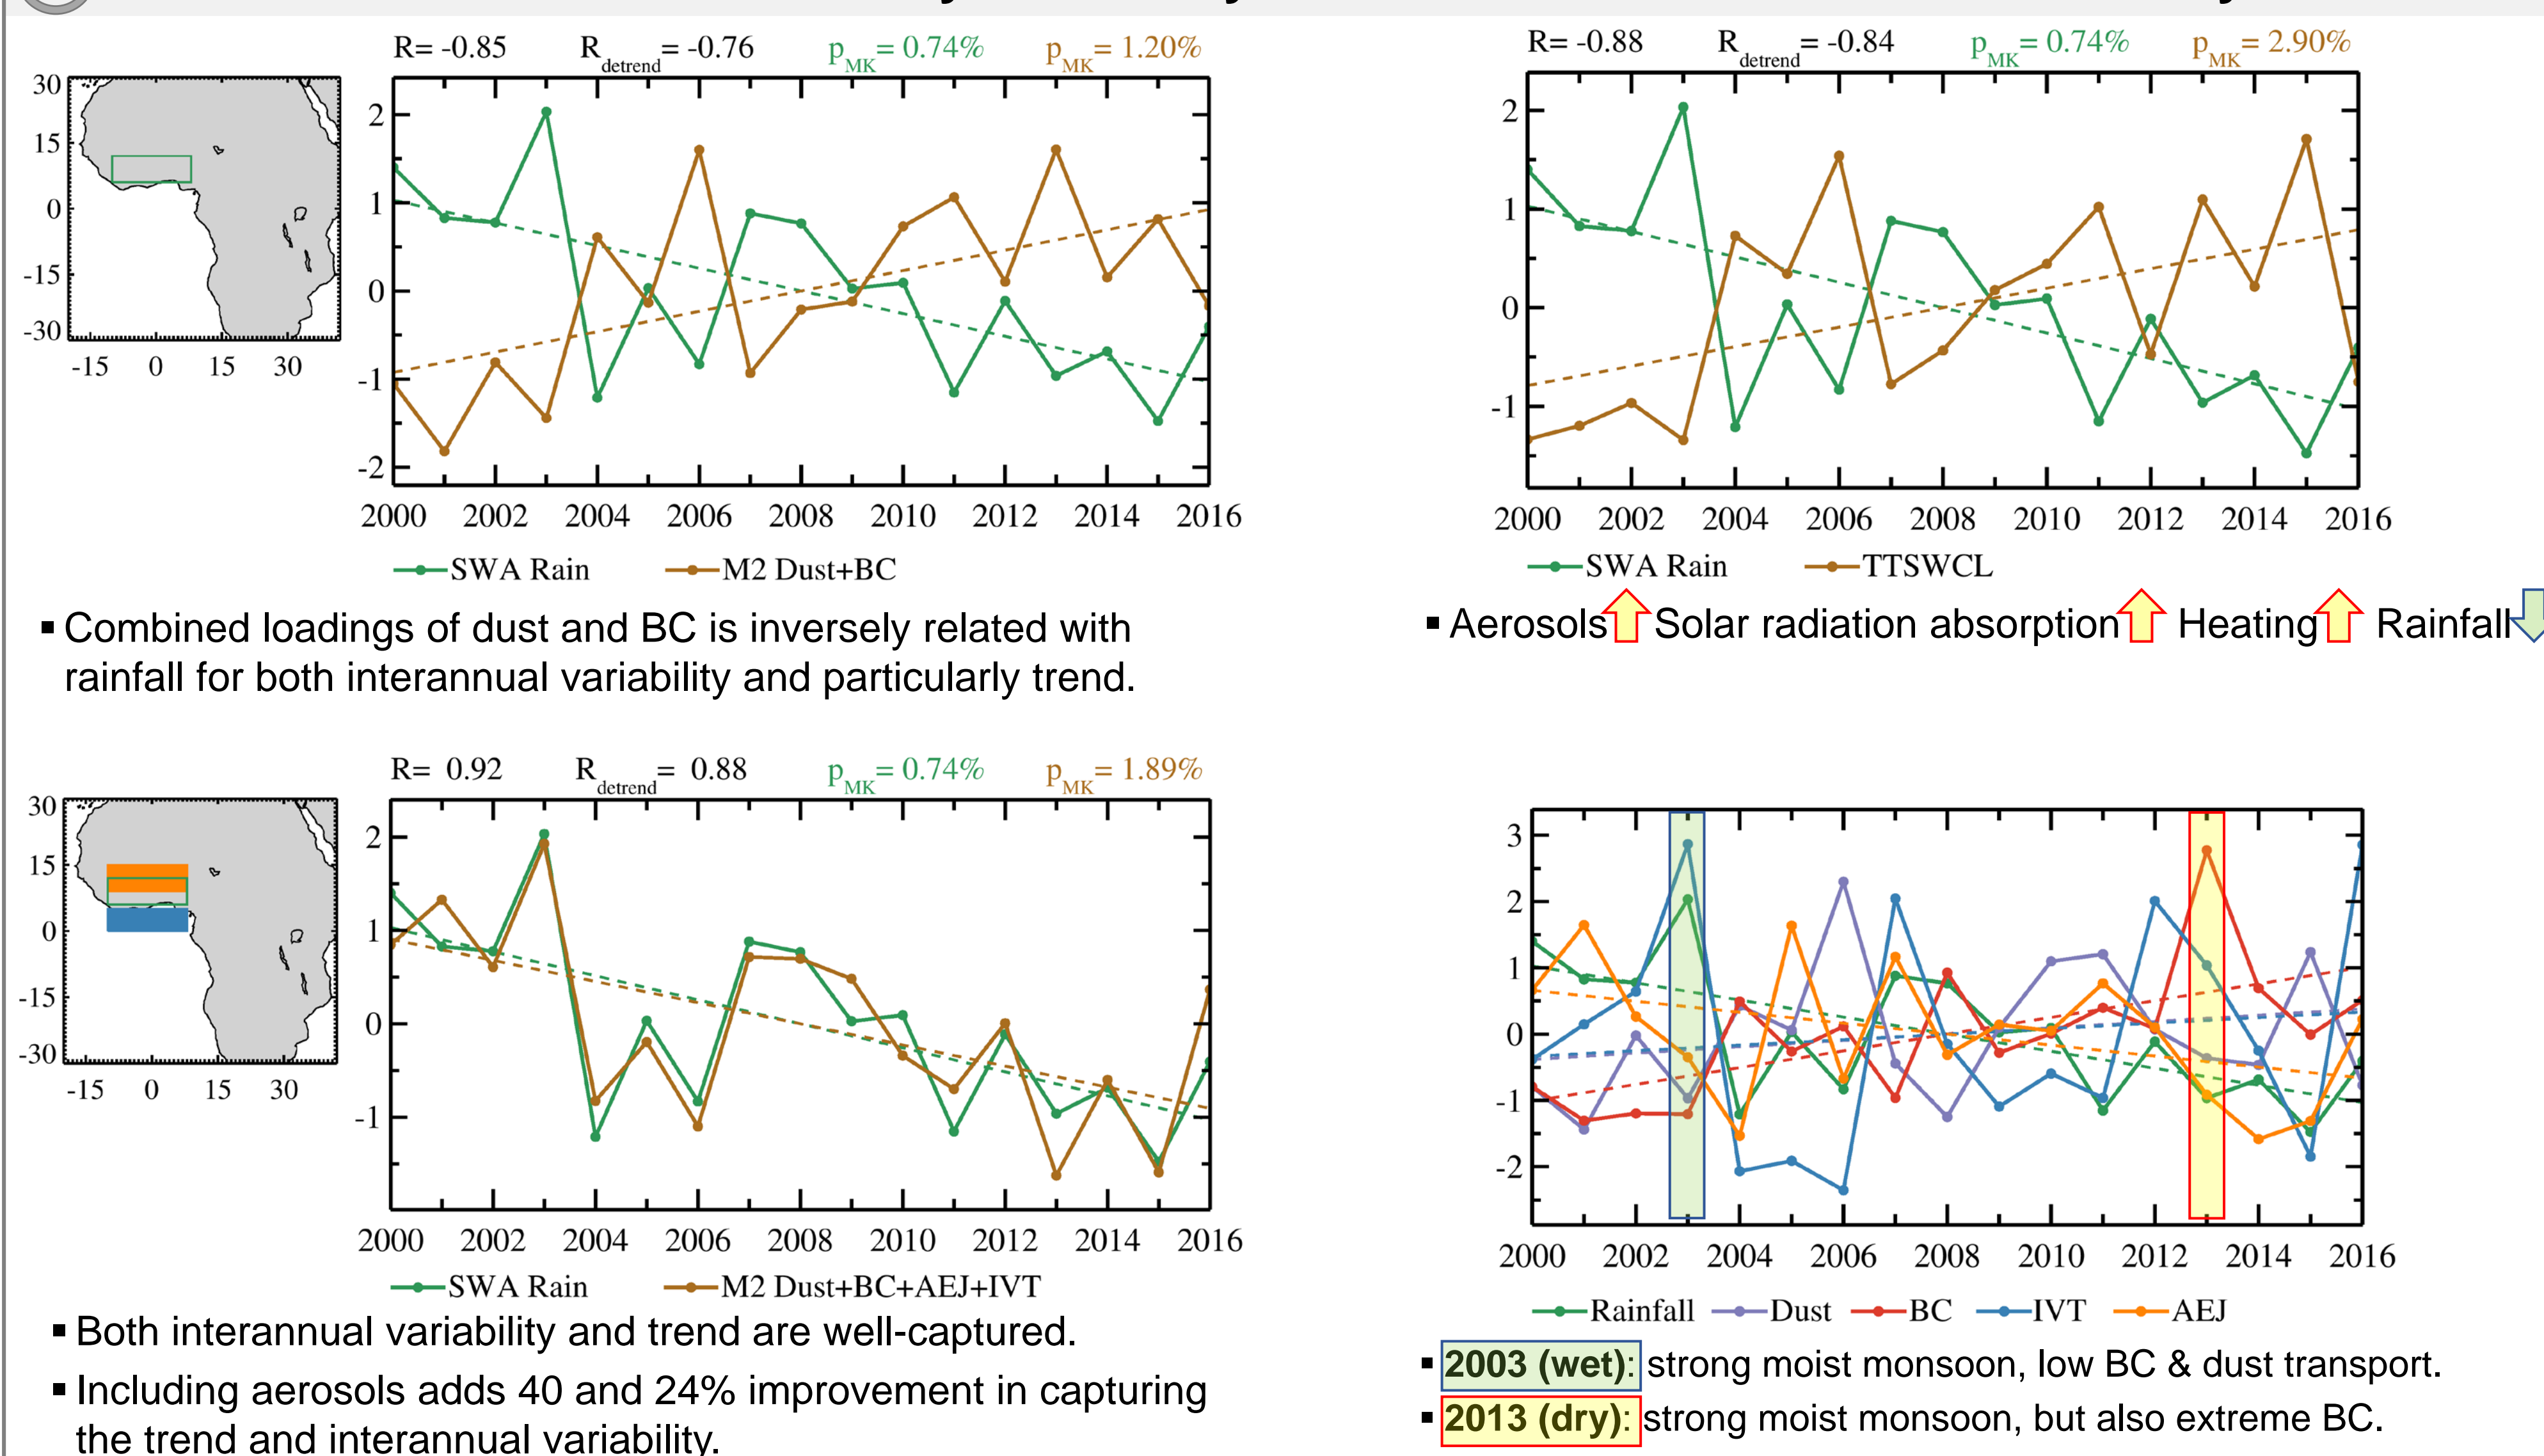 R= -0.85 R detrend = -0.76 p MK = 0.74% p MK = 1.20%
30
15
0
-15
-30
-15 0 15 30
2
1
0
-1
-2
2000 2002 2004 2006 2008 2010 2012 2014 2016
SWA Rain M2 Dust+BC
▪ Combined loadings of dust and BC is inversely related with
rainfall for both interannual variability and particularly trend.
R= -0.88 R detrend = -0.84 p MK = 0.74% p MK = 2.90%
2
1
0
-1
2000 2002 2004 2006 2008 2010 2012 2014 2016
SWA Rain TTSWCL
▪ Aerosols Solar radiation absorption Heating Rainfall
R= 0.92 R detrend = 0.88 p MK = 0.74% p MK = 1.89%
30
15
0
-15
-30
-15 0 15 30
2
1
0
-1
2000 2002 2004 2006 2008 2010 2012 2014 2016
SWA Rain M2 Dust+BC+AEJ+IVT
▪ Both interannual variability and trend are well-captured.
▪ Including aerosols adds 40 and 24% improvement in capturing
the trend and interannual variability.
3
2
1
0
-1
-2
2000 2002 2004 2006 2008 2010 2012 2014 2016
Rainfall Dust BC IVT AEJ
▪ 2003 (wet): strong moist monsoon, low BC & dust transport.
▪ 2013 (dry): strong moist monsoon, but also extreme BC.